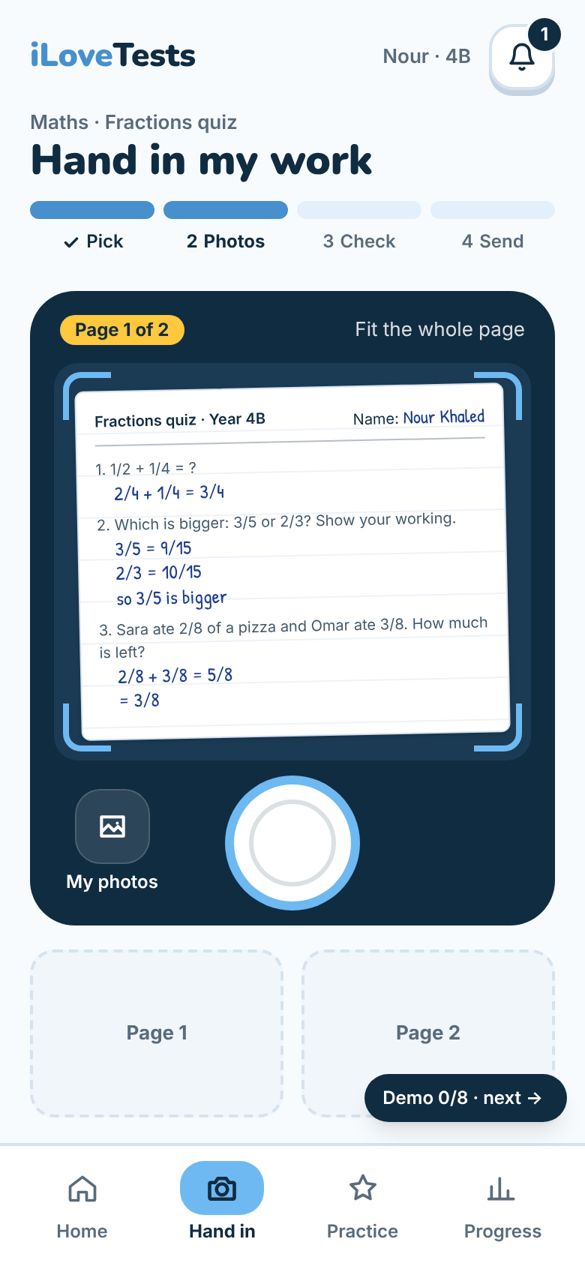 iLoveTests
Nour · 4B
1
Maths · Fractions quiz
Hand in my work
✓ Pick
2 Photos
3 Check
4 Send
Page 1 of 2
Fit the whole page
Fractions quiz · Year 4B
Name: Nour Khaled
1. 1/2 + 1/4 = ?
2/4 + 1/4 = 3/4
2. Which is bigger: 3/5 or 2/3? Show your working.
3/5 = 9/15
2/3 = 10/15
so 3/5 is bigger
3. Sara ate 2/8 of a pizza and Omar ate 3/8. How much
is left?
2/8 + 3/8 = 5/8
= 3/8
My photos
Page 1
Page 2
Demo 0/8 · next →
Home
Hand in
Practice
Progress